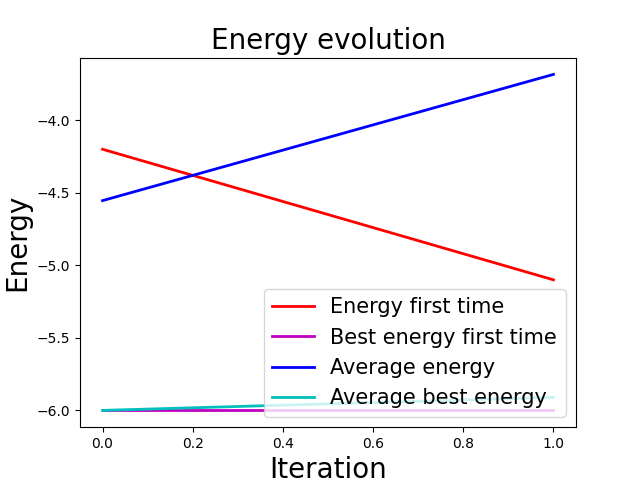 Energy evolution
Energy
−4.0
−4.5
−5.0
−5.5
−6.0
Energy first time
Best energy first time
Average energy
Average best energy
0.0 0.2 0.4 0.6 0.8 1.0
Iteration